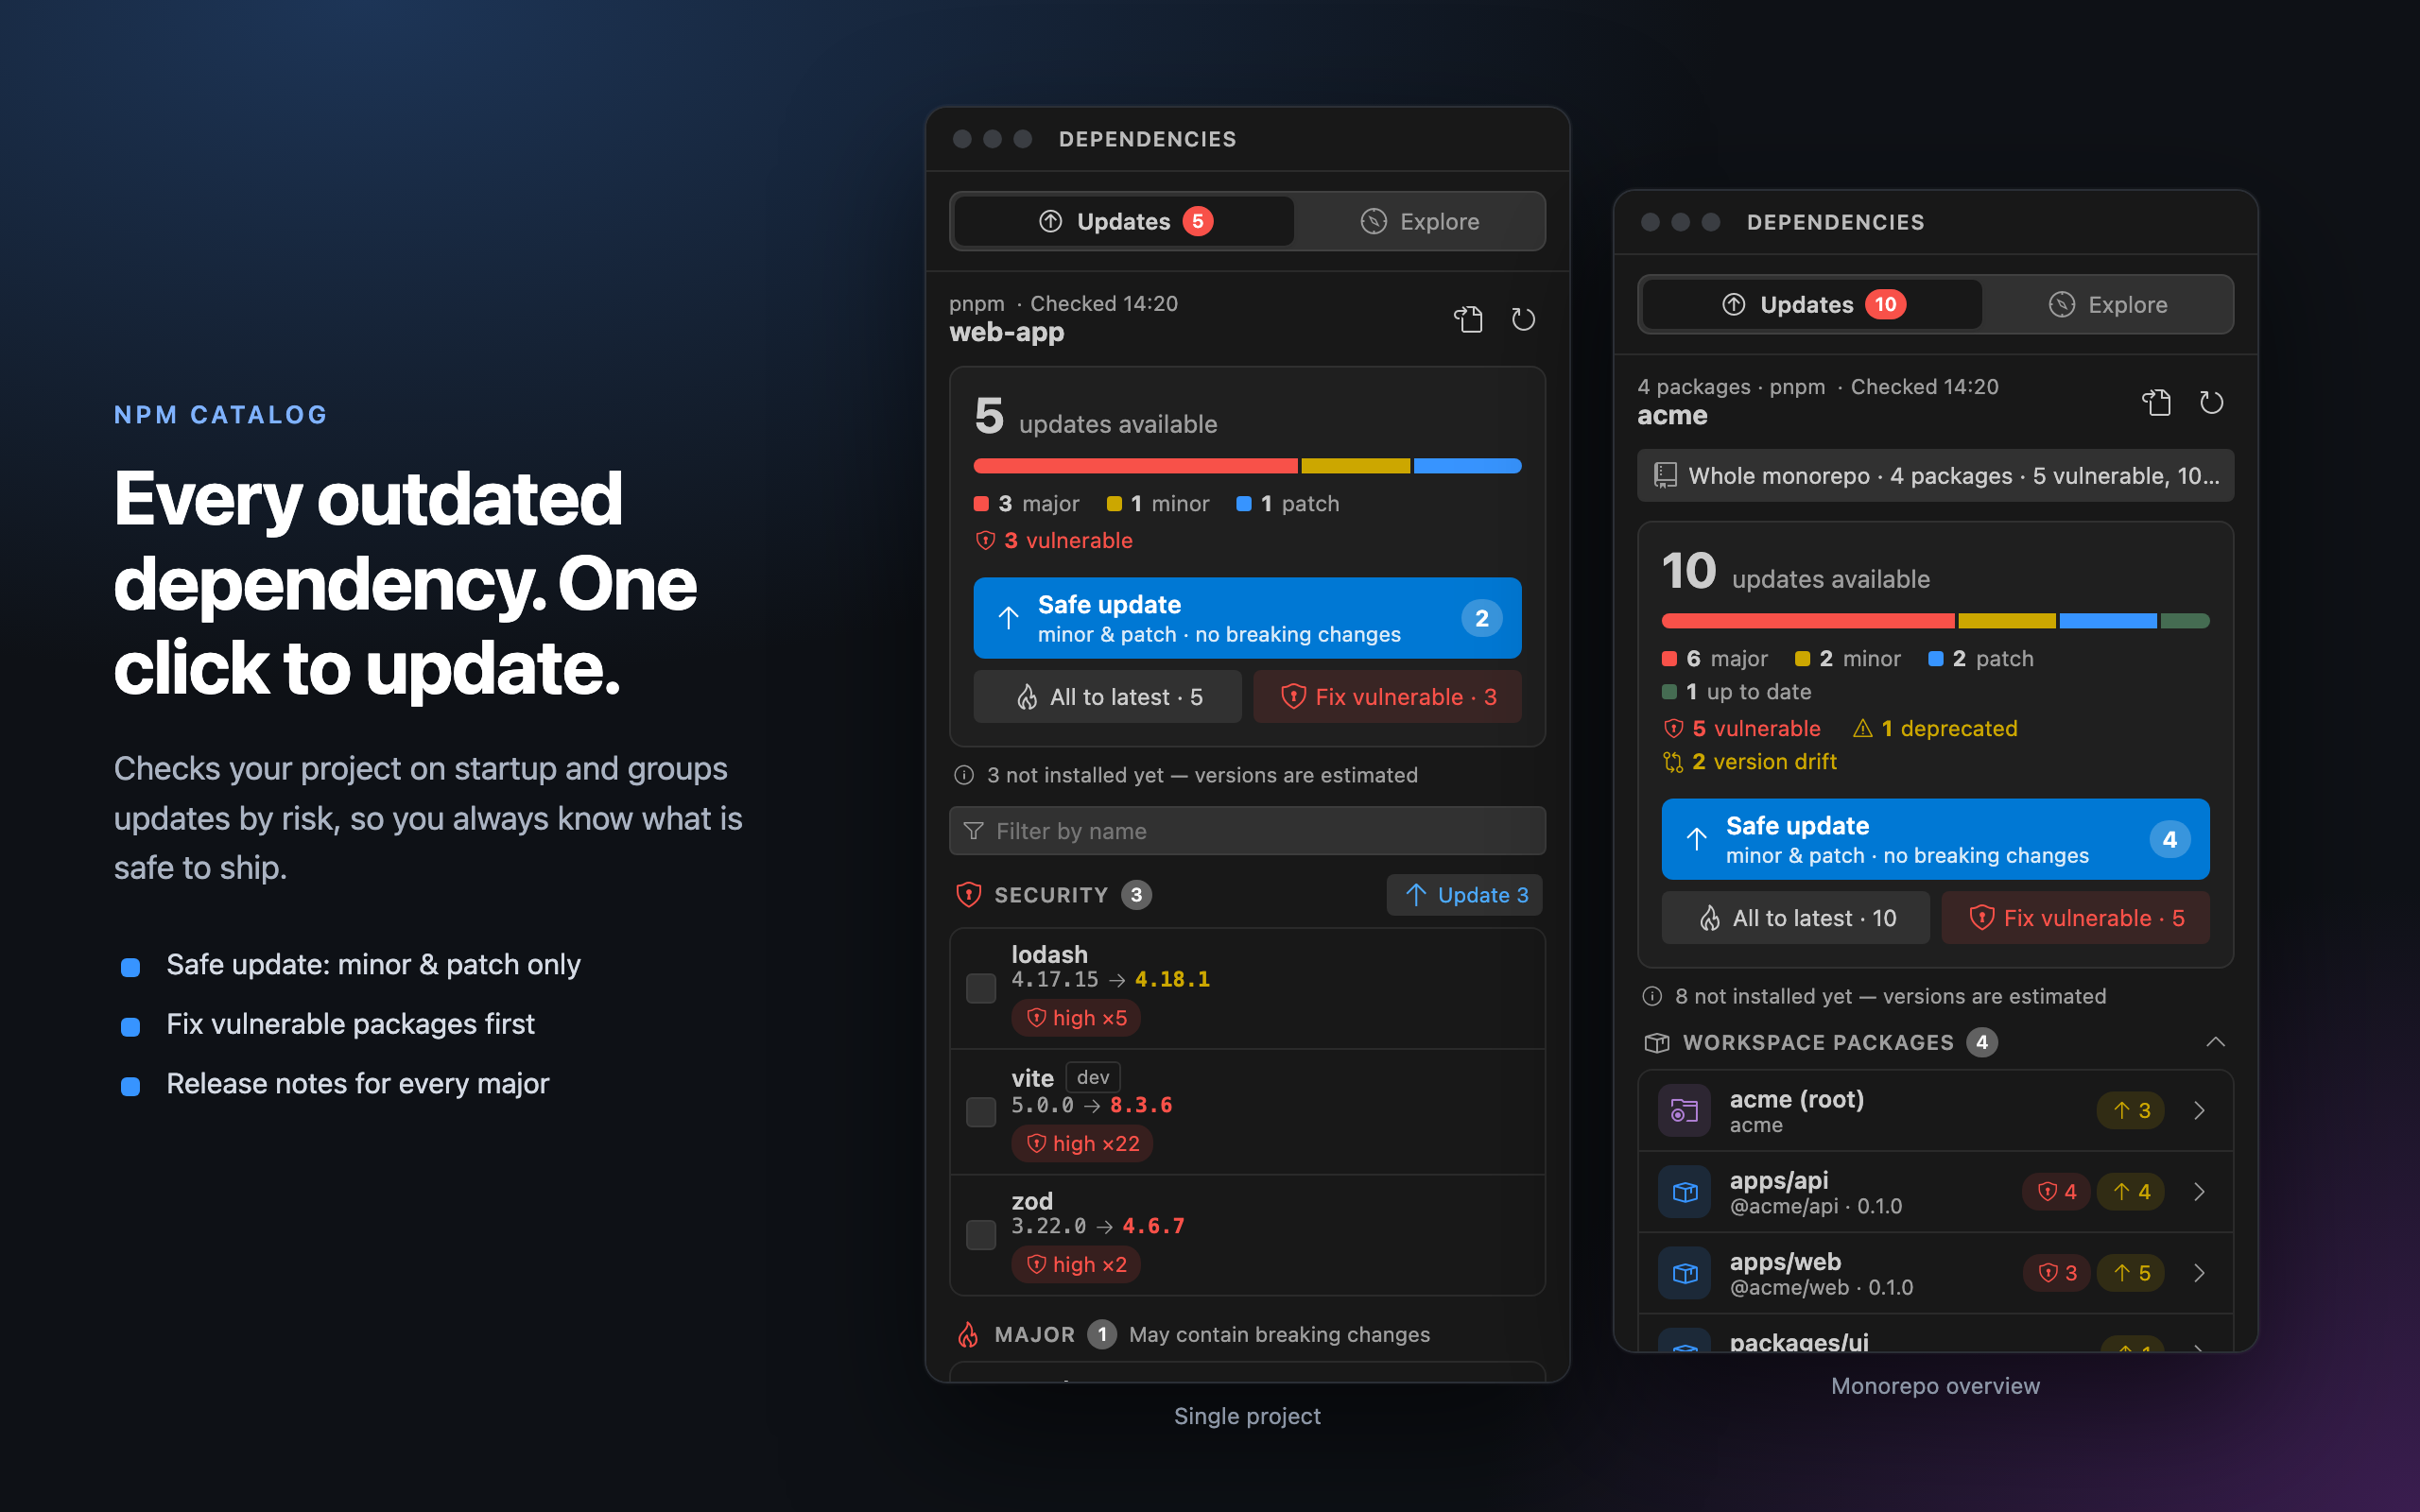 NPM CATALOG
Every outdated
dependency. One
click to update.
Checks your project on startup and groups
updates by risk, so you always know what is
safe to ship.
Safe update: minor & patch only
Fix vulnerable packages first
Release notes for every major
DEPENDENCIES
Updates 5
Explore
pnpm · Checked 14:20
web-app
5 updates available
3 major 1 minor 1 patch
3 vulnerable
Safe update
minor & patch · no breaking changes
2
All to latest · 5
Fix vulnerable · 3
3 not installed yet — versions are estimated
Filter by name
SECURITY 3
Update 3
lodash
4.17.15 → 4.18.1
high ×5
vite dev
5.0.0 → 8.3.6
high ×22
zod
3.22.0 → 4.6.7
high ×2
MAJOR 1 May contain breaking changes
Single project
DEPENDENCIES
Updates 10
Explore
4 packages · pnpm · Checked 14:20
acme
Whole monorepo · 4 packages · 5 vulnerable, 10...
10 updates available
6 major 2 minor 2 patch
1 up to date
5 vulnerable 1 deprecated
2 version drift
Safe update
minor & patch · no breaking changes
4
All to latest · 10
Fix vulnerable · 5
8 not installed yet — versions are estimated
WORKSPACE PACKAGES 4
acme (root)
acme
3
apps/api
@acme/api · 0.1.0
4 4
apps/web
@acme/web · 0.1.0
3 5
packages/ui
1
Monorepo overview